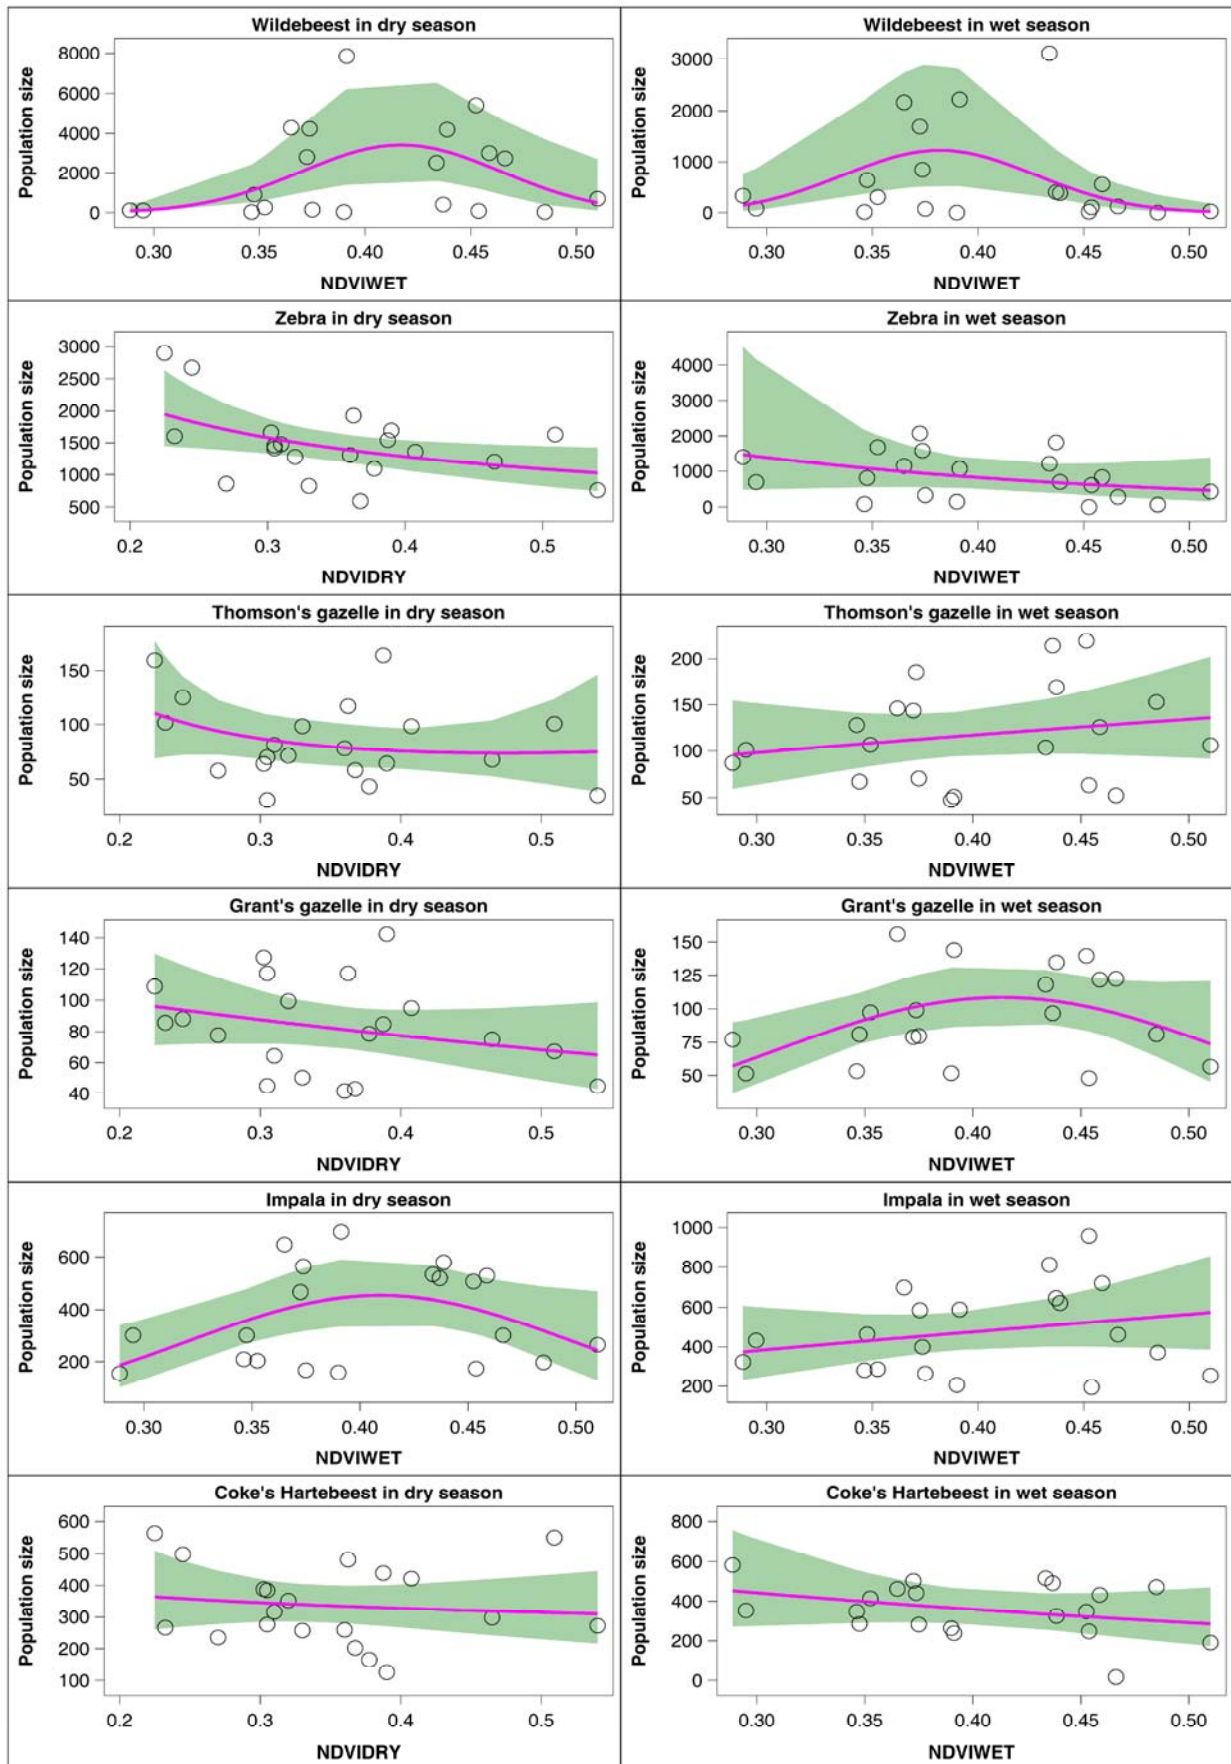 Wildebeest in dry season
Population size
8000
6000
4000
2000
0
0.30 0.35 0.40 0.45 0.50
NDVIWET
Wildebeest in wet season
Population size
3000
2000
1000
0
0.30 0.35 0.40 0.45 0.50
NDVIWET
Zebra in dry season
Population size
3000
2500
2000
1500
1000
500
0.2 0.3 0.4 0.5
NDVIDRY
Zebra in wet season
Population size
4000
3000
2000
1000
0
0.30 0.35 0.40 0.45 0.50
NDVIWET
Thomson's gazelle in dry season
Population size
150
100
50
0.2 0.3 0.4 0.5
NDVIDRY
Thomson's gazelle in wet season
Population size
200
150
100
50
0.30 0.35 0.40 0.45 0.50
NDVIWET
Grant's gazelle in dry season
Population size
140
120
100
80
60
40
0.2 0.3 0.4 0.5
NDVIDRY
Grant's gazelle in wet season
Population size
150
125
100
75
50
0.30 0.35 0.40 0.45 0.50
NDVIWET
Impala in dry season
Population size
600
400
200
0.30 0.35 0.40 0.45 0.50
NDVIWET
Impala in wet season
Population size
1000
800
600
400
200
0.30 0.35 0.40 0.45 0.50
NDVIWET
Coke's Hartebeest in dry season
Population size
600
500
400
300
200
100
0.2 0.3 0.4 0.5
NDVIDRY
Coke's Hartebeest in wet season
Population size
800
600
400
200
0
0.30 0.35 0.40 0.45 0.50
NDVIWET